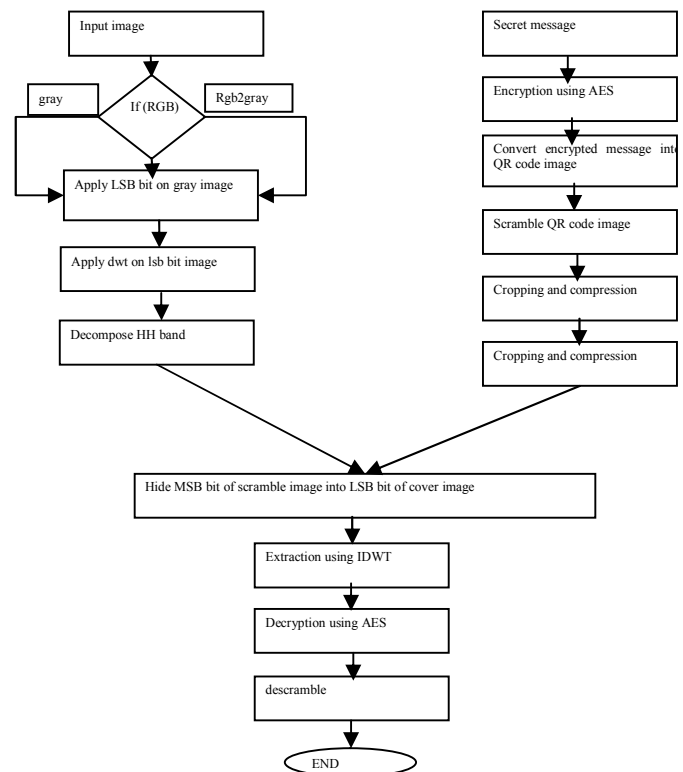 Input image
gray
If (RGB)
Rgb2gray
Apply LSB bit on gray image
Apply dwt on lsb bit image
Decompose HH band
Secret message
Encryption using AES
Convert encrypted message into
QR code image
Scramble QR code image
Cropping and compression
Cropping and compression
Hide MSB bit of scramble image into LSB bit of cover image
Extraction using IDWT
Decryption using AES
descramble
END